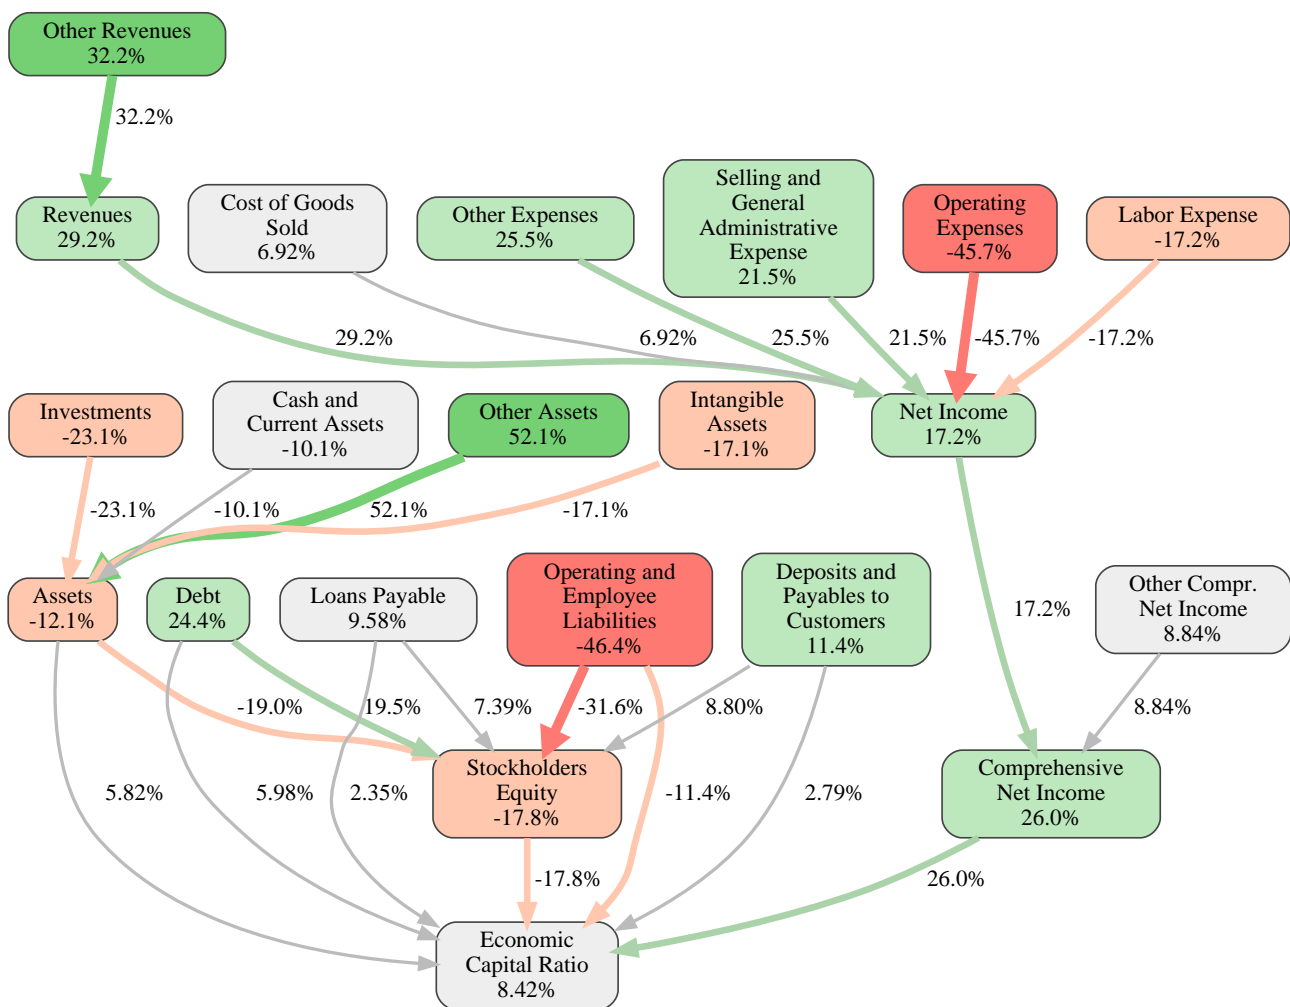 Other Revenues
32.2%
32.2%
Revenues
29.2%
Cost of Goods
Sold
6.92%
Other Expenses
25.5%
Selling and
General
Administrative
Expense
21.5%
Operating
Expenses
-45.7%
Labor Expense
-17.2%
29.2%
6.92%
25.5%
21.5%
-45.7%
-17.2%
Investments
-23.1%
Cash and
Current Assets
-10.1%
Other Assets
52.1%
Intangible
Assets
-17.1%
Net Income
17.2%
-23.1%
-10.1%
52.1%
-17.1%
Assets
-12.1%
Debt
24.4%
Loans Payable
9.58%
Operating and
Employee
Liabilities
-46.4%
Deposits and
Payables to
Customers
11.4%
17.2%
Other Compr.
Net Income
8.84%
-19.0%
19.5%
7.39%
-31.6%
8.80%
8.84%
5.82%
5.98%
2.35%
Stockholders
Equity
-17.8%
-11.4%
2.79%
Comprehensive
Net Income
26.0%
-17.8%
26.0%
Economic
Capital Ratio
8.42%